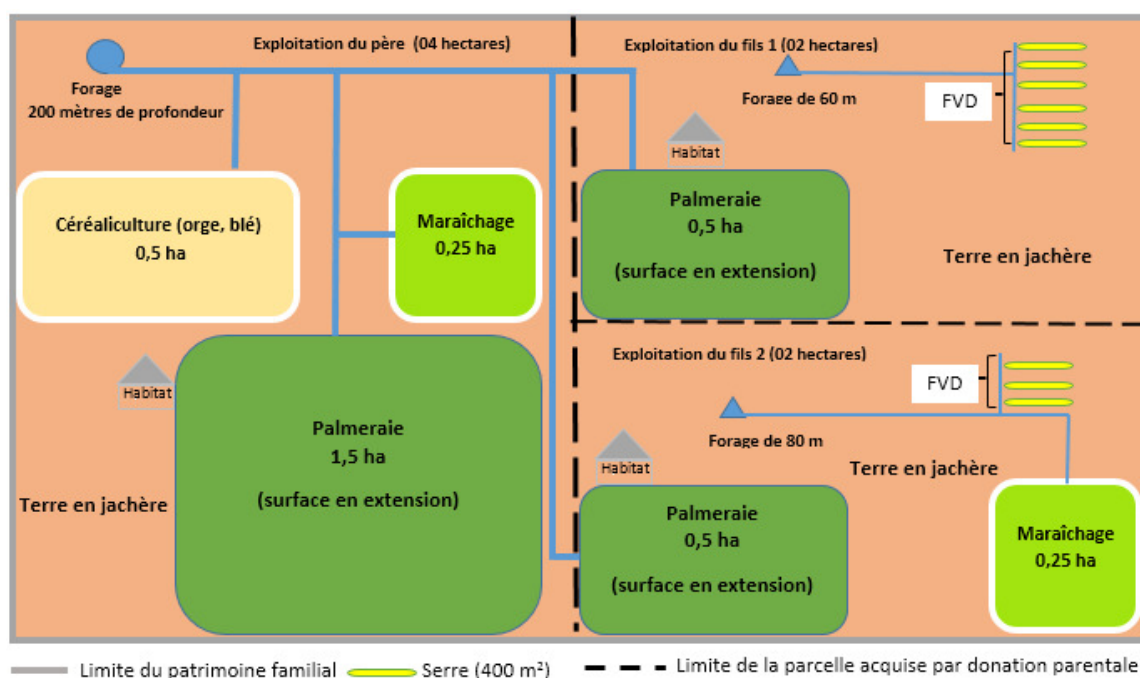 Exploitation du père (04 hectares)
Forage
200 mètres de profondeur
Céréaliculture (orge, blé)
0,5 ha
Maraîchage
0,25 ha
Habitat
Palmeraie
1,5 ha
(surface en extension)
Terre en jachère
Exploitation du fils 1 (02 hectares)
Forage de 60 m
FVD
Habitat
Palmeraie
0,5 ha
(surface en extension)
Terre en jachère
Exploitation du fils 2 (02 hectares)
FVD
Forage de 80 m
Habitat
Terre en jachère
Palmeraie
0,5 ha
(surface en extension)
Maraîchage
0,25 ha
Limite du patrimoine familial
Serre (400 m²)
Limite de la parcelle acquise par donation parentale